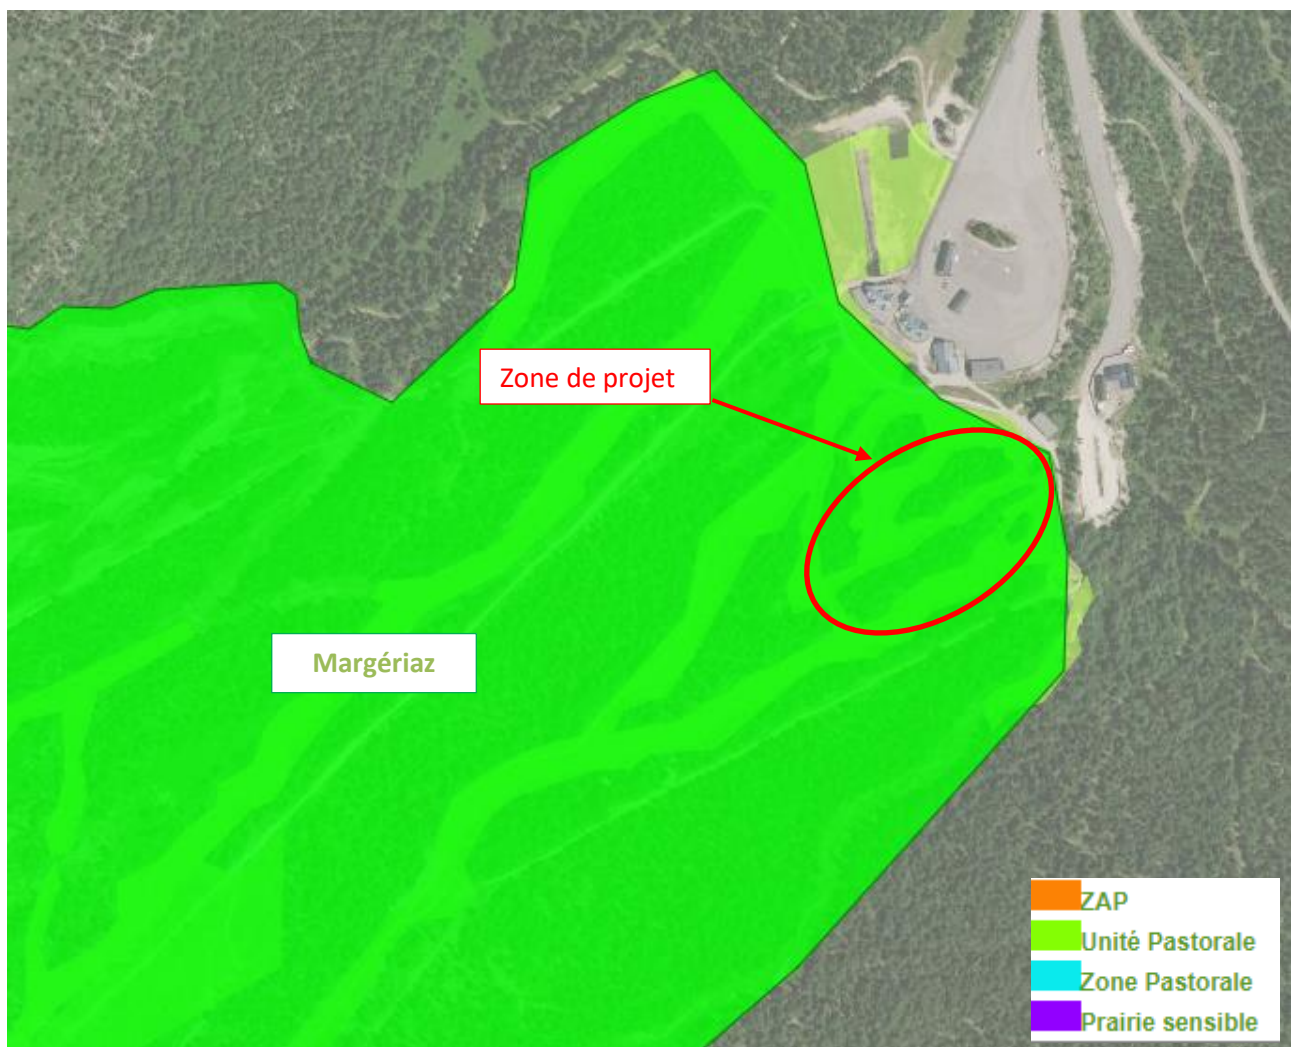 Zone de projet
Margériaz
ZAP
Unité Pastorale
Zone Pastorale
Prairie sensible